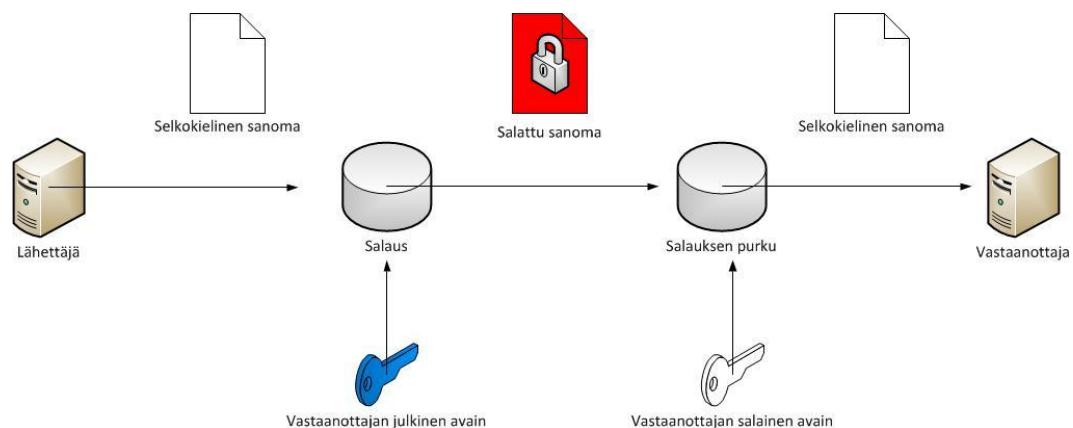 Selkokielinen sanoma
Salattu sanoma
Selkokielinen sanoma
Lähettäjä
Salaus
Salauksen purku
Vastaanottaja
Vastaanottajan julkinen avain
Vastaanottajan salainen avain